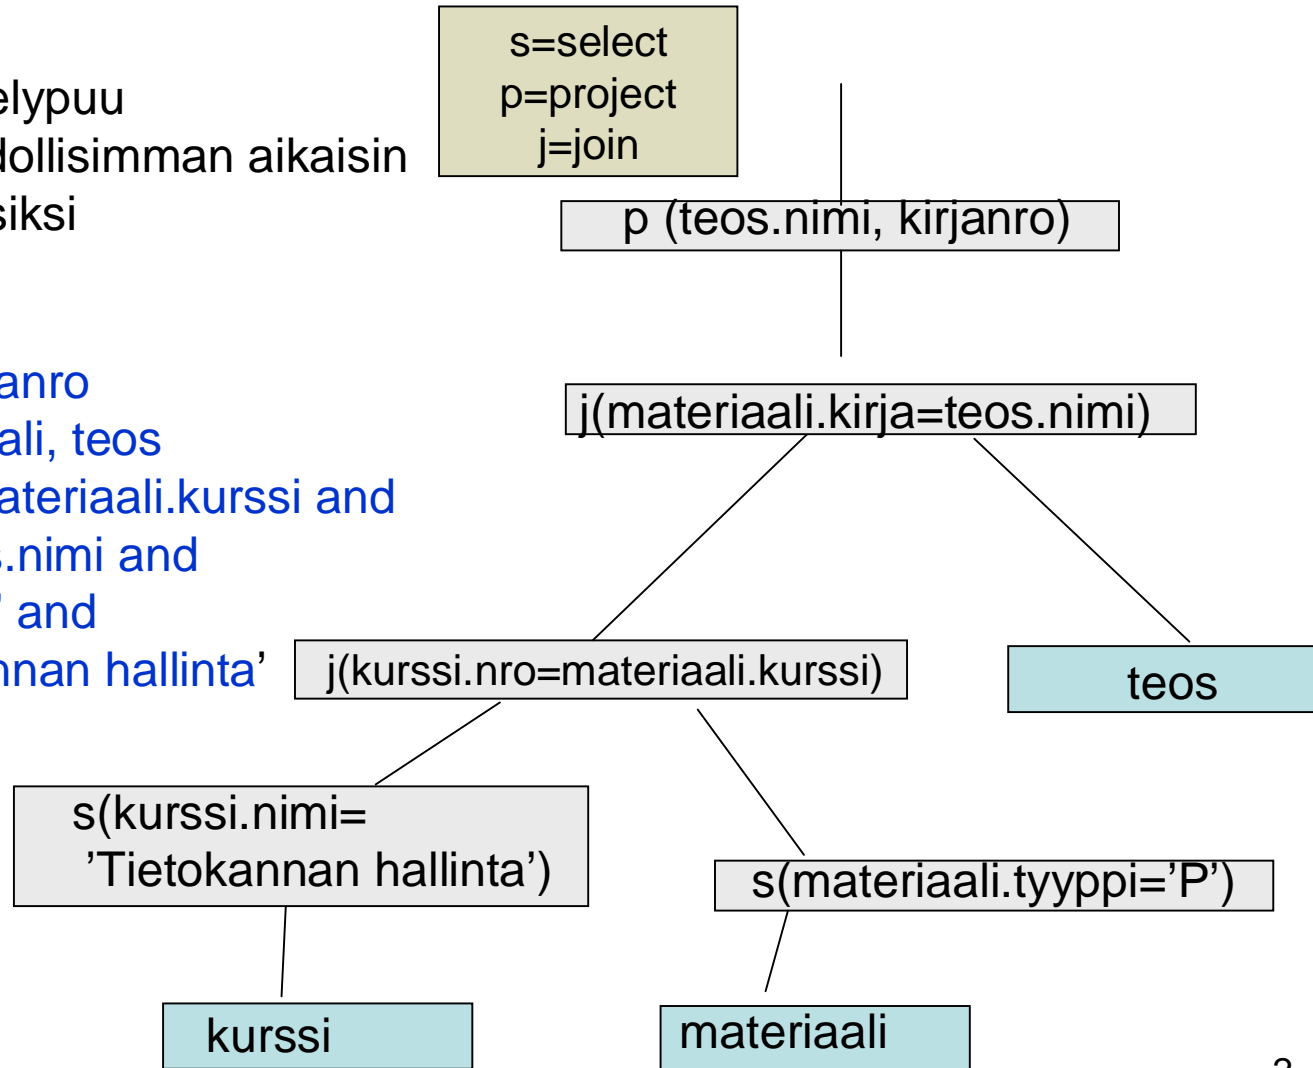 s=select
p=project
j=join
elypuu
dollisimman aikaisin
siksi
anro
ali, teos
ateriaali.kurssi and
s.nimi and
’ and
nnan hallinta’
p (teos.nimi, kirjanro)
j(materiaali.kirja=teos.nimi)
j(kurssi.nro=materiaali.kurssi)
teos
s(kurssi.nimi=
’Tietokannan hallinta’)
s(materiaali.tyyppi=’P’)
kurssi
materiaali